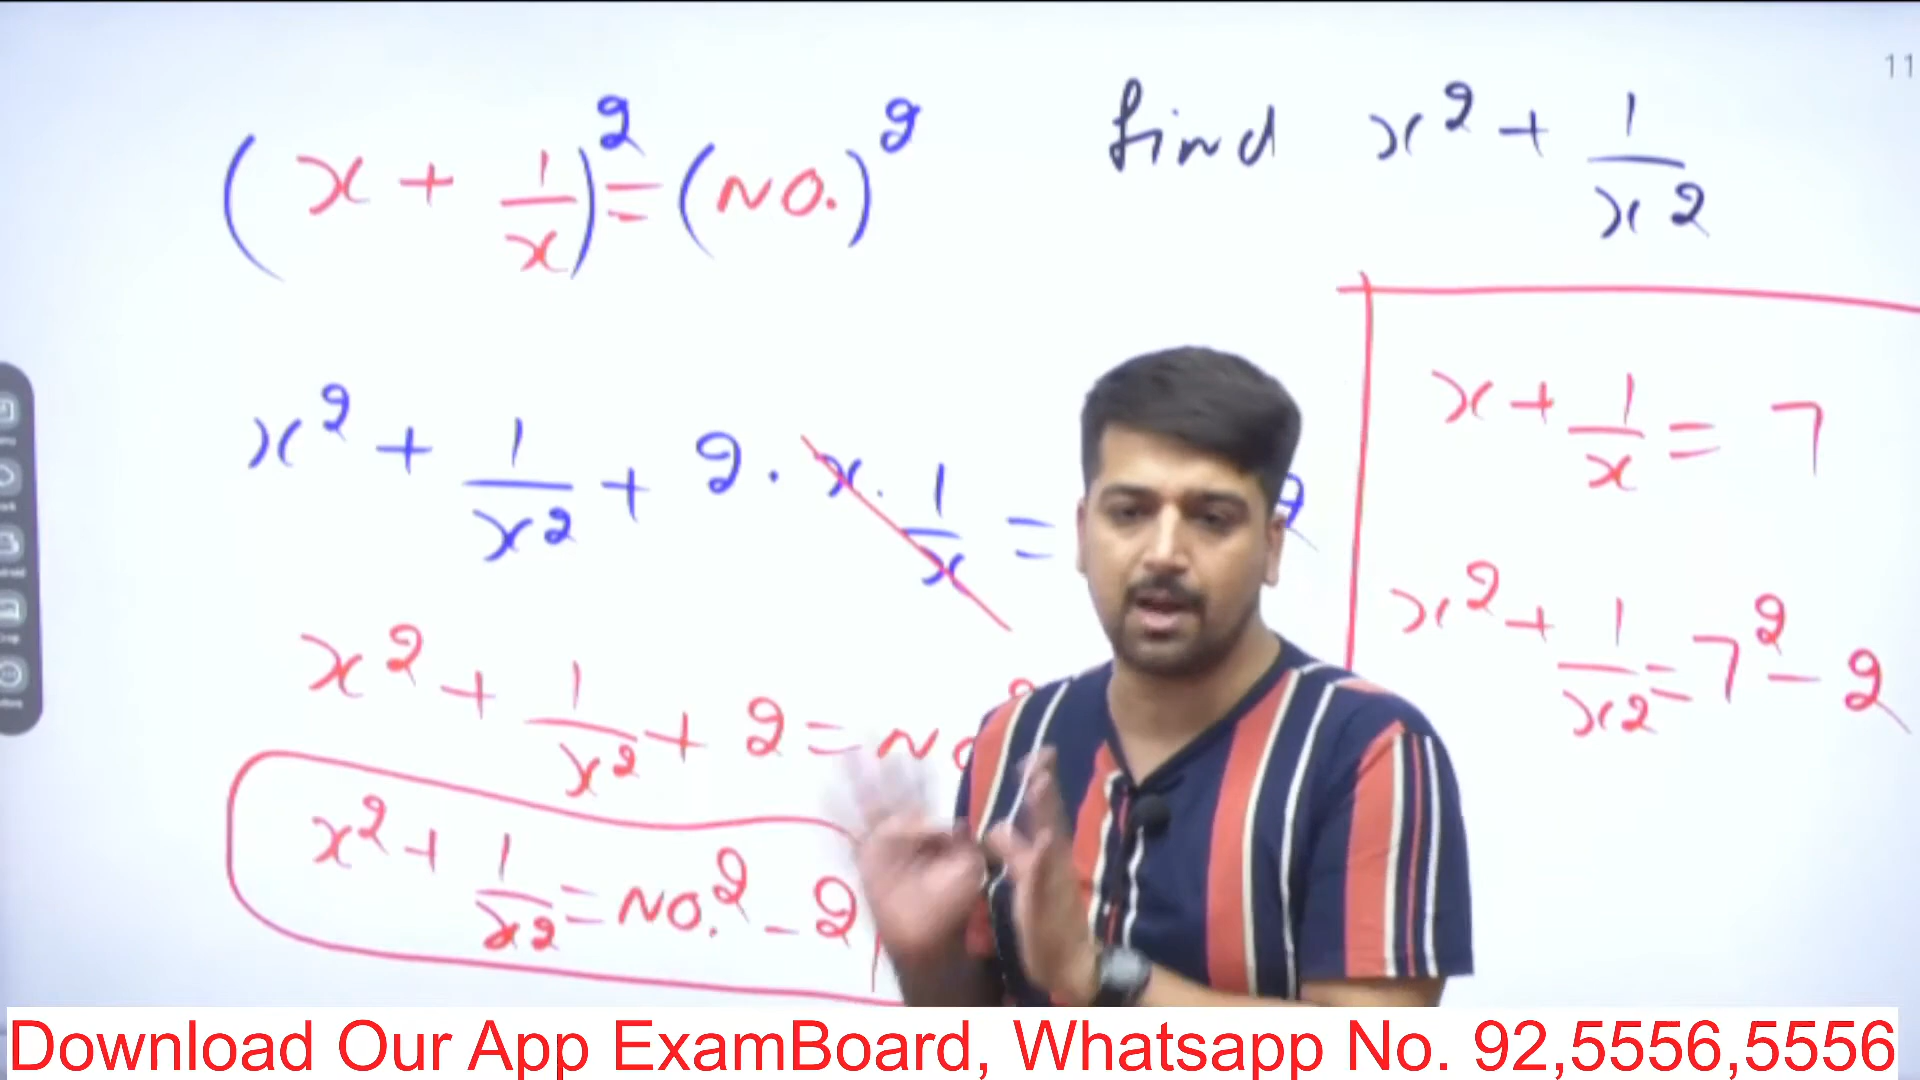 (x + 1/x)² = (NO.)²
find x² + 1/x²
x² + 1/x² + 2 · x · 1/x =
x² + 1/x² + 2 = NO
x² + 1/x² = NO.² - 2
x + 1/x = 7
x² + 1/x² = 7² - 2
11
Download Our App ExamBoard, Whatsapp No. 92,5556,5556